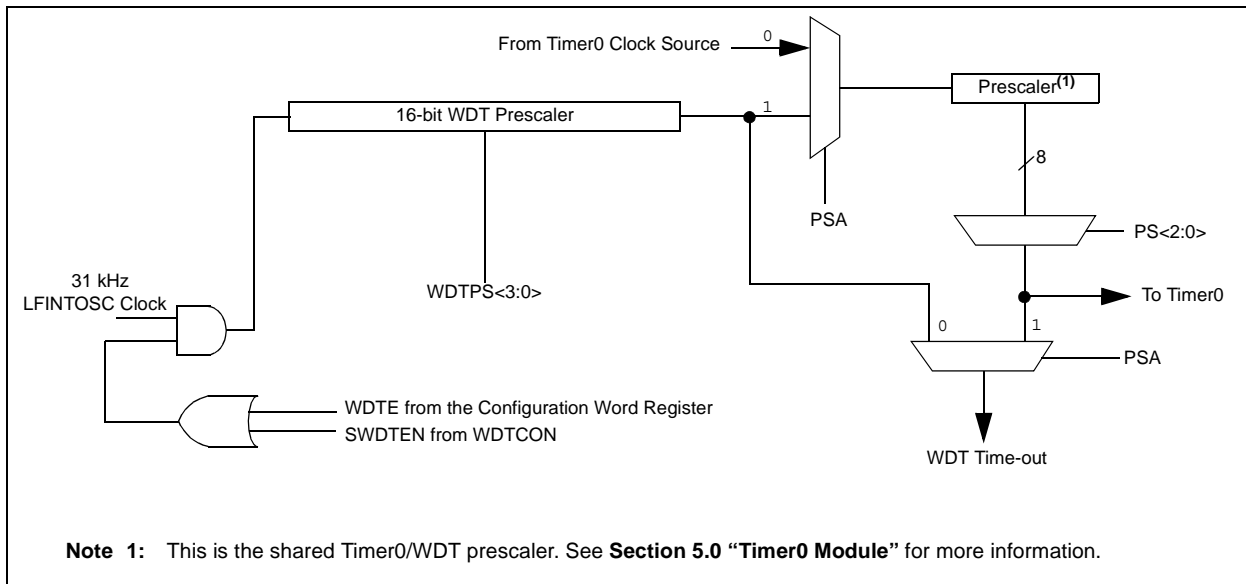 From Timer0 Clock Source
0
1
16-bit WDT Prescaler
Prescaler(1)
8
PSA
PS<2:0>
31 kHz
LFINTOSC Clock
WDTPS<3:0>
To Timer0
0
1
PSA
WDTE from the Configuration Word Register
SWDTEN from WDTCON
WDT Time-out
Note 1: This is the shared Timer0/WDT prescaler. See Section 5.0 “Timer0 Module” for more information.